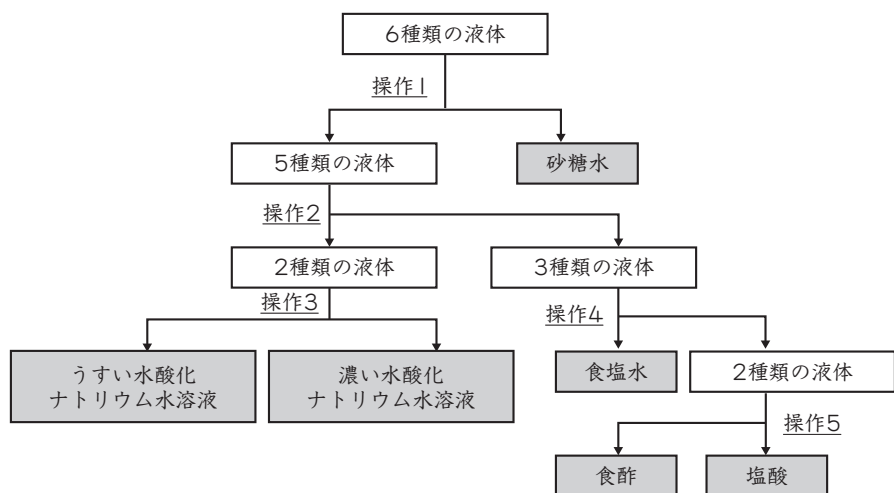 6種類の液体
操作1
5種類の液体
砂糖水
操作2
2種類の液体
3種類の液体
操作3
操作4
うすい水酸化
ナトリウム水溶液
濃い水酸化
ナトリウム水溶液
食塩水
2種類の液体
操作5
食酢
塩酸